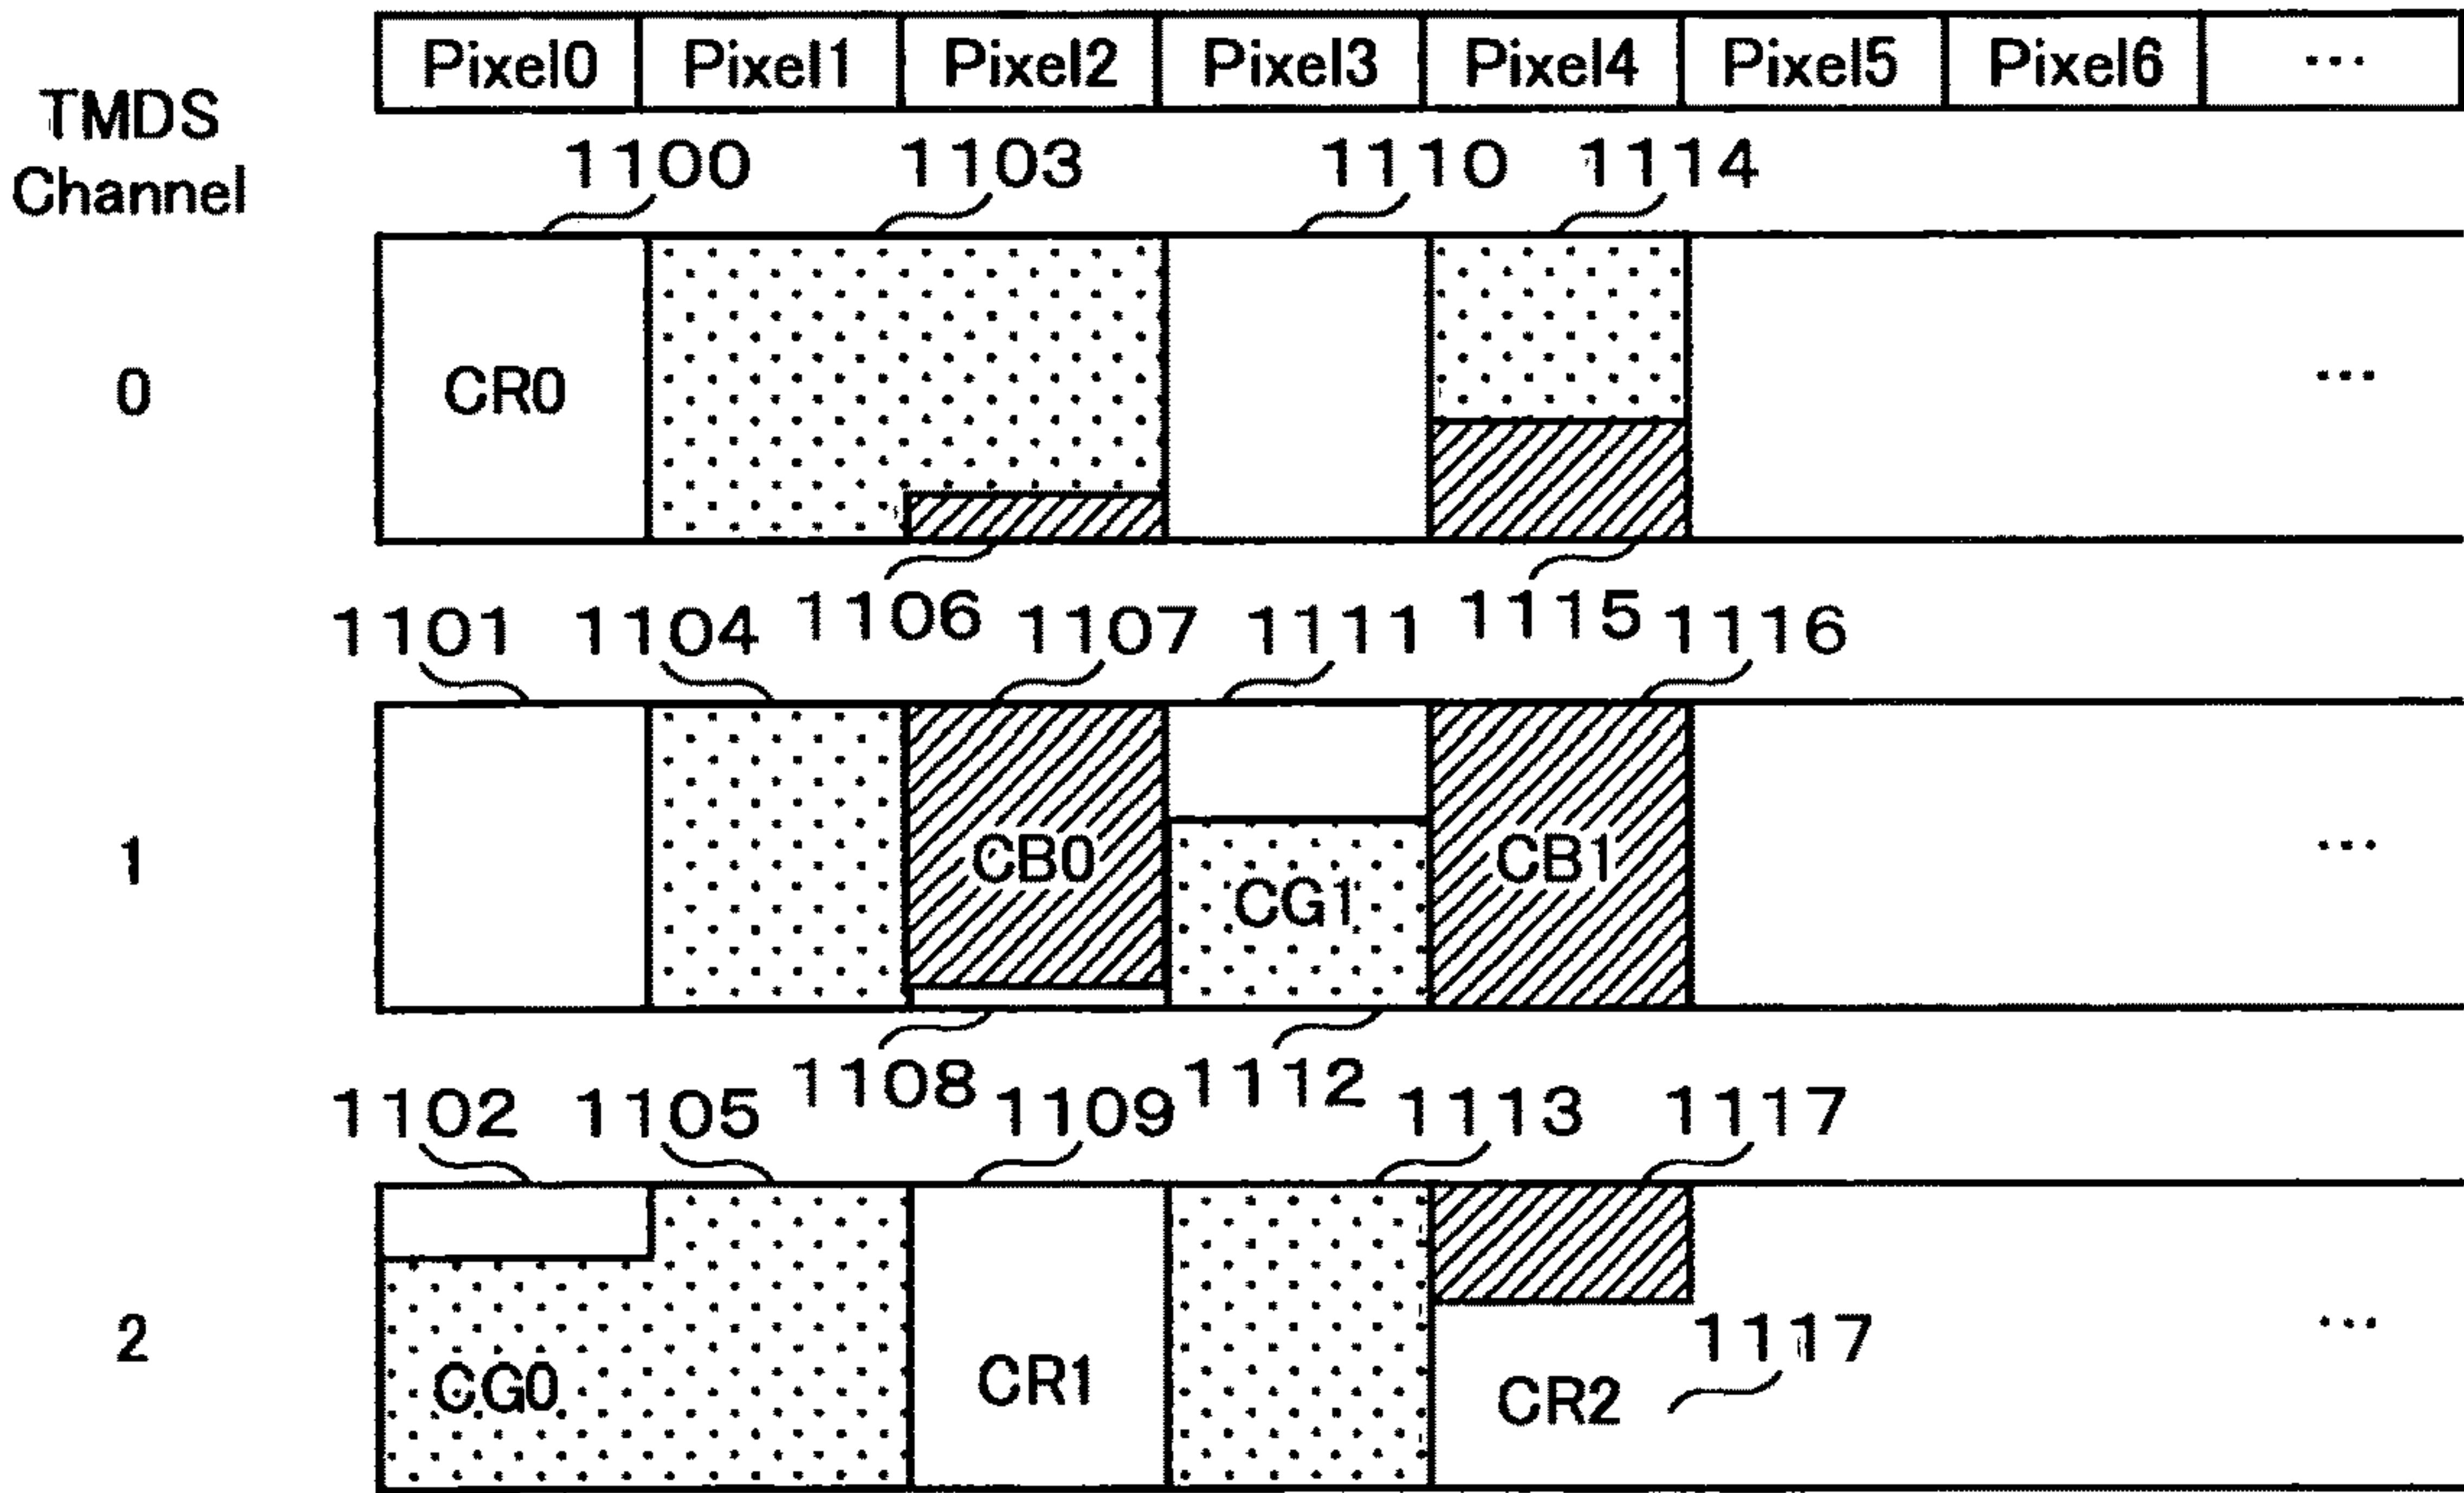 Pixel0 Pixel1 Pixel2 Pixel3 Pixel4 Pixel5 Pixel6 ...
TMDS
Channel
1100 1103 1110 1114
0 CR0 ...
1106 1115
1101 1104 1107 1111 1116
1 CB0 CG1 CB1 ...
1108 1112
1102 1105 1109 1113 1117
2 CG0 CR1 CR2 1117 ...